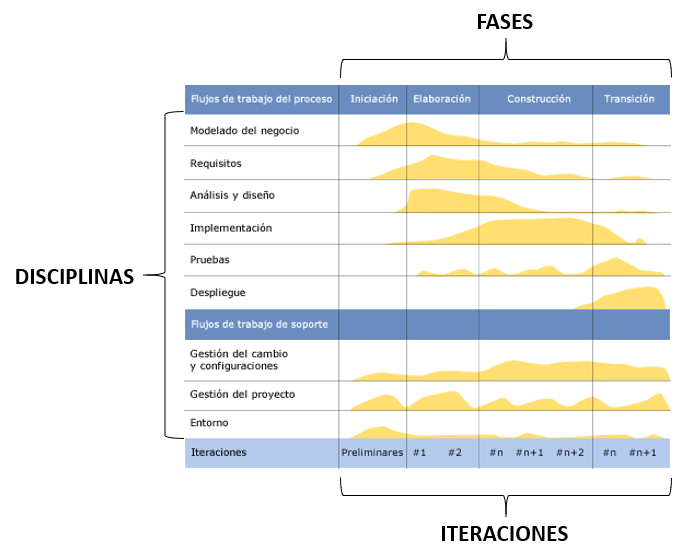 FASES
Flujos de trabajo del proceso Iniciación Elaboración Construcción Transición
Modelado del negocio
Requisitos
Análisis y diseño
Implementación
Pruebas
DISCIPLINAS
Despliegue
Flujos de trabajo de soporte
Gestión del cambio
y configuraciones
Gestión del proyecto
Entorno
Iteraciones Preliminares #1 #2 #n #n+1 #n+2 #n #n+1
ITERACIONES